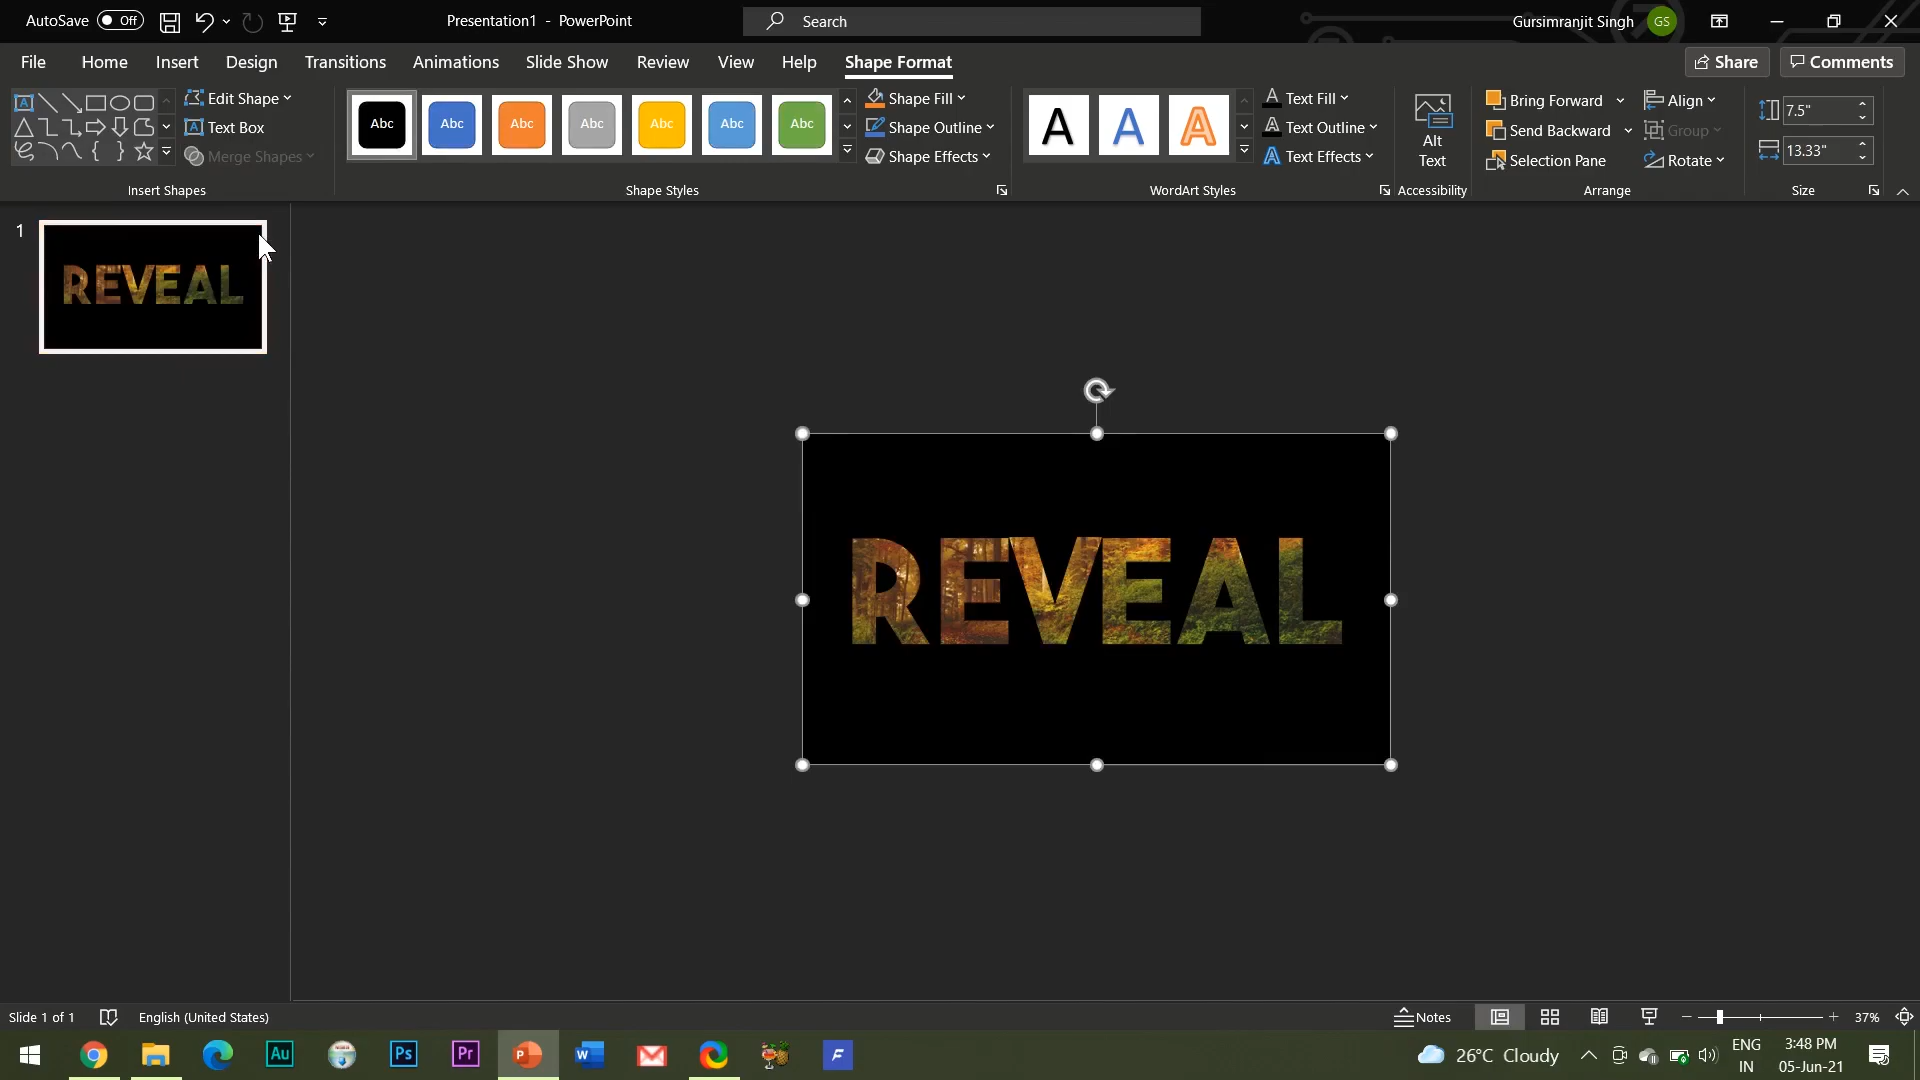 AutoSave Off Presentation1 - PowerPoint Search Gursimranjit Singh GS
File Home Insert Design Transitions Animations Slide Show Review View Help Shape Format Share Comments
Edit Shape
Text Box
Merge Shapes
Insert Shapes
Abc Abc Abc Abc Abc Abc Abc
Shape Fill
Shape Outline
Shape Effects
Shape Styles
A A A
Text Fill
Text Outline
Text Effects
WordArt Styles
Alt
Text
Accessibility
Bring Forward
Send Backward
Selection Pane
Align
Group
Rotate
Arrange
7.5"
13.33"
Size
1
REVEAL
REVEAL
Slide 1 of 1 English (United States) Notes 37%
Au Ps Pr P W F
26°C Cloudy
ENG
IN
3:48 PM
05-Jun-21